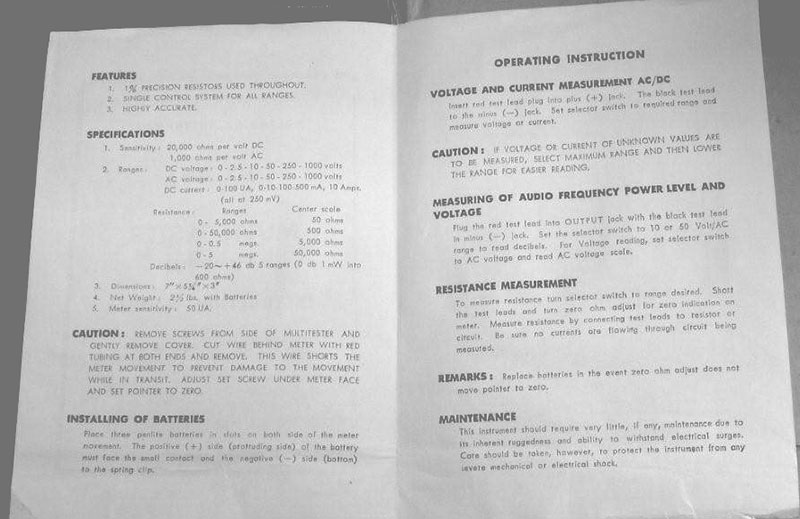 FEATURES
1. 1% PRECISION RESISTORS USED THROUGHOUT.
2. SINGLE CONTROL SYSTEM FOR ALL RANGES.
3. HIGHLY ACCURATE.
SPECIFICATIONS
1. Sensitivity: 20,000 ohms per volt DC
1,000 ohms per volt AC
2. Ranges: DC voltage: 0-2.5-10-50-250-1000 volts
AC voltage: 0-2.5-10-50-250-1000 volts
DC current: 0-100 UA, 0-10-100-500 mA, 10 Amps.
(all at 250 mV)
Resistance: Ranges Center scale
0- 5,000 ohms 50 ohms
0-50,000 ohms 500 ohms
0-0.5 megs. 5,000 ohms
0-5 megs. 50,000 ohms
Decibels: -20~+46 db 5 ranges (0 db 1 mW into
600 ohms)
3. Dimensions: 7"×5¼"×3"
4. Net Weight: 2½ lbs. with Batteries
5. Meter sensitivity: 50 UA.
CAUTION: REMOVE SCREWS FROM SIDE OF MULTITESTER AND
GENTLY REMOVE COVER. CUT WIRE BEHIND METER WITH RED
TUBING AT BOTH ENDS AND REMOVE. THIS WIRE SHORTS THE
METER MOVEMENT TO PREVENT DAMAGE TO THE MOVEMENT
WHILE IN TRANSIT. ADJUST SET SCREW UNDER METER FACE
AND SET POINTER TO ZERO.
INSTALLING OF BATTERIES
Place three penlite batteries in slots on both side of the meter
movement. The positive (+) side (protruding side) of the battery
must face the small contact and the negative (—) side (bottom)
to the spring clip.
OPERATING INSTRUCTION
VOLTAGE AND CURRENT MEASUREMENT AC/DC
Insert red test lead plug into plus (+) jack. The black test lead
to the minus (—) jack. Set selector switch to required range and
measure voltage or current.
CAUTION: IF VOLTAGE OR CURRENT OF UNKNOWN VALUES ARE
TO BE MEASURED, SELECT MAXIMUM RANGE AND THEN LOWER
THE RANGE FOR EASIER READING.
MEASURING OF AUDIO FREQUENCY POWER LEVEL AND
VOLTAGE
Plug the red test lead into OUTPUT jack with the black test lead
in minus (—) jack. Set the selector switch to 10 or 50 Volt/AC
range to read decibels. For Voltage reading, set selector switch
to AC voltage and read AC voltage scale.
RESISTANCE MEASUREMENT
To measure resistance turn selector switch to range desired. Short
the test leads and turn zero ohm adjust for zero indication on
meter. Measure resistance by connecting test leads to resistor or
circuit. Be sure no currents are flowing through circuit being
measured.
REMARKS: Replace batteries in the event zero ohm adjust does not
move pointer to zero.
MAINTENANCE
This instrument should require very little, if any, maintenance due to
its inherent ruggedness and ability to withstand electrical surges.
Care should be taken, however, to protect the instrument from any
severe mechanical or electrical shock.